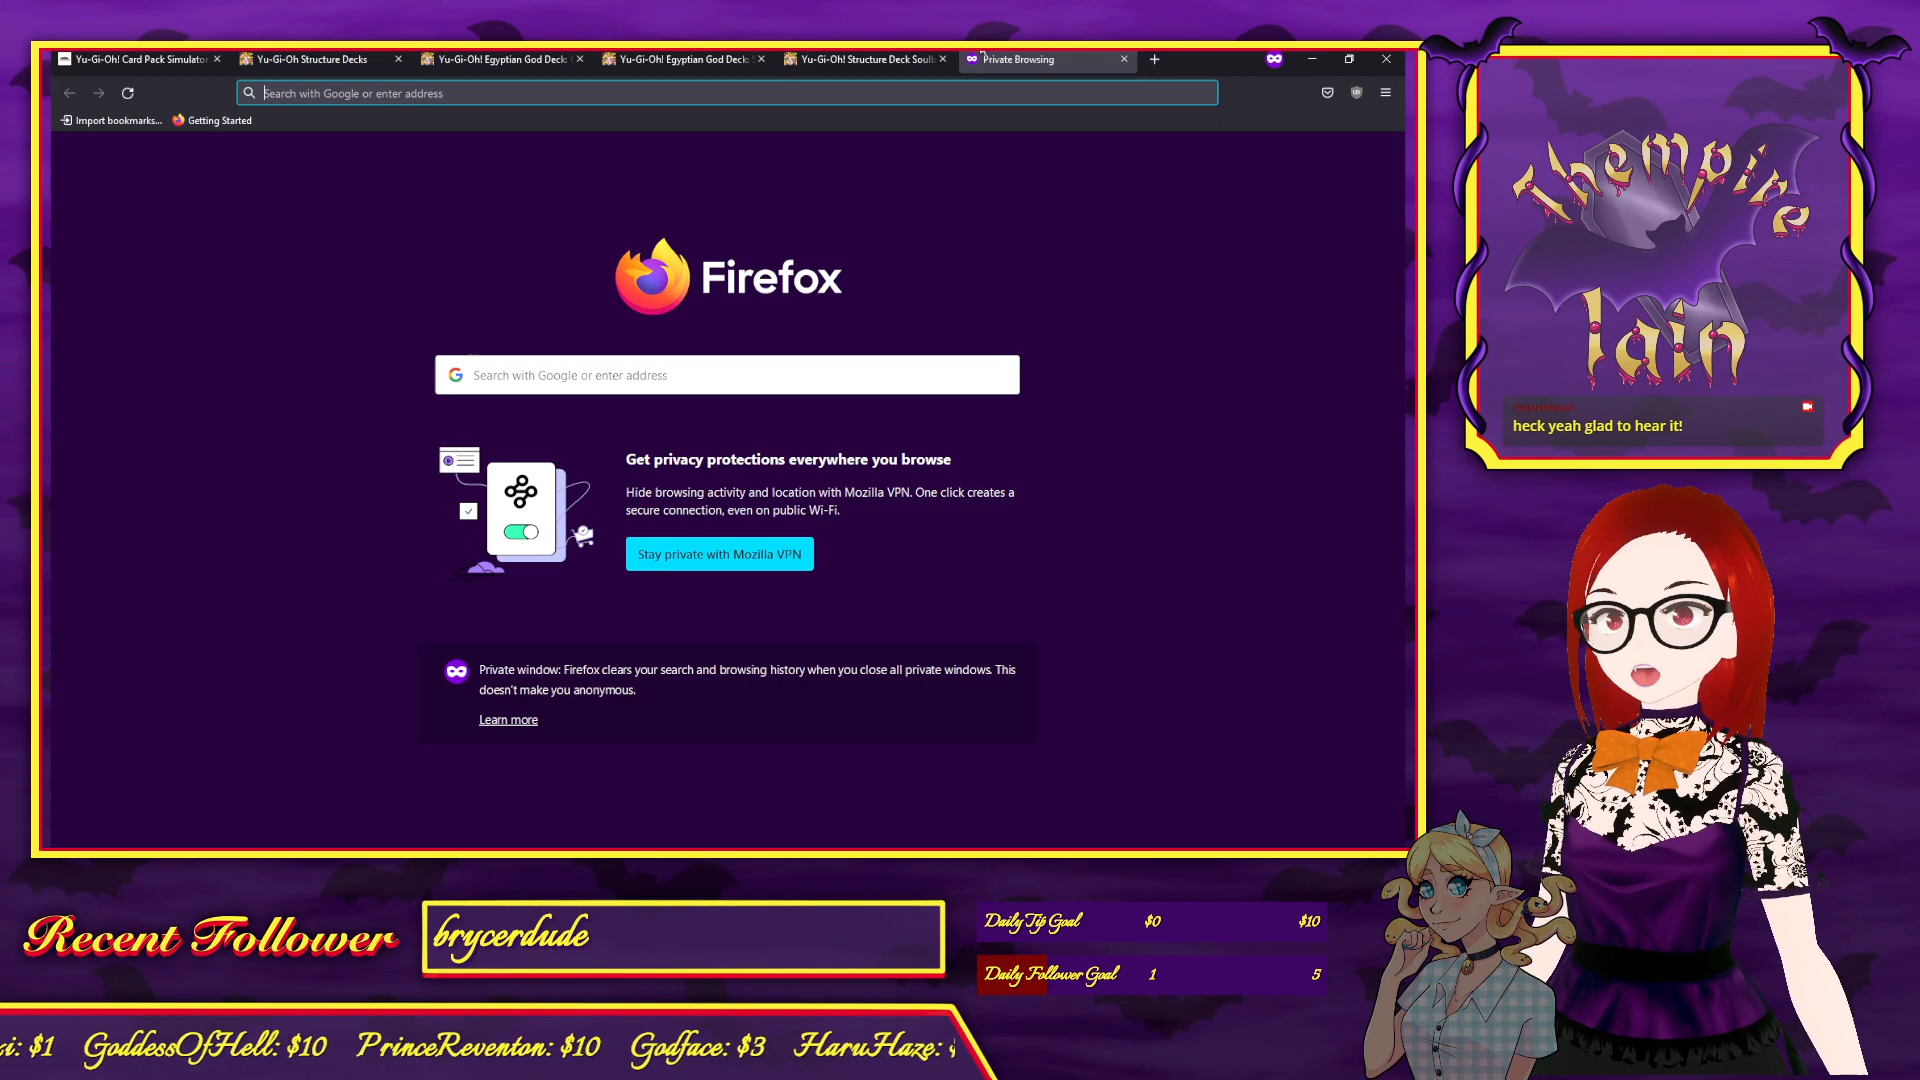 Yu-Gi-Oh! Card Pack Simulator
Yu-Gi-Oh Structure Decks
Yu-Gi-Oh! Egyptian God Deck:
Yu-Gi-Oh! Egyptian God Deck: S
Yu-Gi-Oh! Structure Deck Soulb
Private Browsing
Search with Google or enter address
Import bookmarks...
Getting Started
Firefox
Search with Google or enter address
Get privacy protections everywhere you browse
Hide browsing activity and location with Mozilla VPN. One click creates a
secure connection, even on public Wi-Fi.
Stay private with Mozilla VPN
Private window: Firefox clears your search and browsing history when you close all private windows. This
doesn't make you anonymous.
Learn more
Thempire
lain
heck yeah glad to hear it!
Recent Follower
brycerdude
Daily Tip Goal $0 $10
Daily Follower Goal 1 5
: $1 GoddessOfHell: $10 PrinceReventon: $10 Godface: $3 HaruHaze: